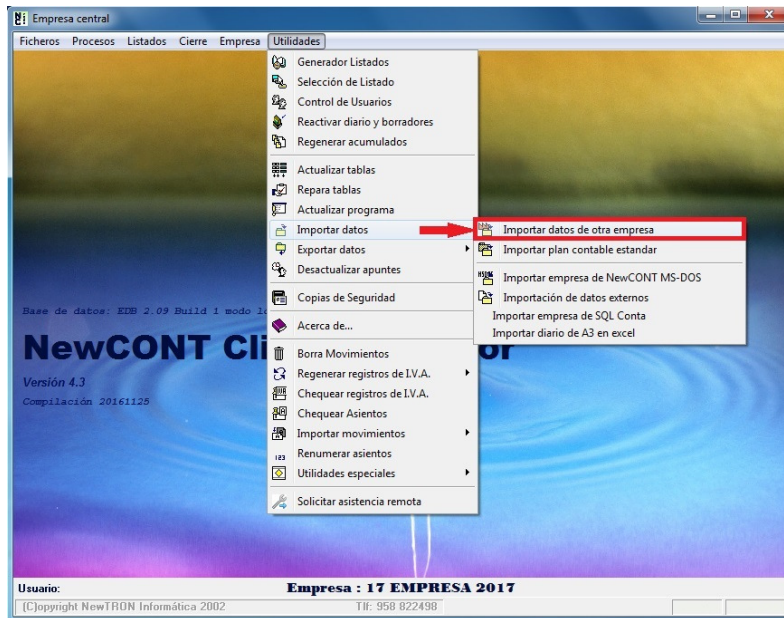 Empresa central
Ficheros Procesos Listados Cierre Empresa Utilidades
Generador Listados
Selección de Listado
Control de Usuarios
Reactivar diario y borradores
Regenerar acumulados
Actualizar tablas
Repara tablas
Actualizar programa
Importar datos
Exportar datos
Desactualizar apuntes
Copias de Seguridad
Acerca de...
Borra Movimientos
Regenerar registros de I.V.A.
Chequear registros de I.V.A.
Chequear Asientos
Importar movimientos
Renumerar asientos
Utilidades especiales
Solicitar asistencia remota
Importar datos de otra empresa
Importar plan contable estandar
Importar empresa de NewCONT MS-DOS
Importación de datos externos
Importar empresa de SQL Conta
Importar diario de A3 en excel
Base de datos: EDB 2.09 Build 1 modo
NewCONT Cli or
Versión 4.3
Compilación 20161125
Usuario: Empresa : 17 EMPRESA 2017
(C)opyright NewTRON Informática 2002 Tlf: 958 822498